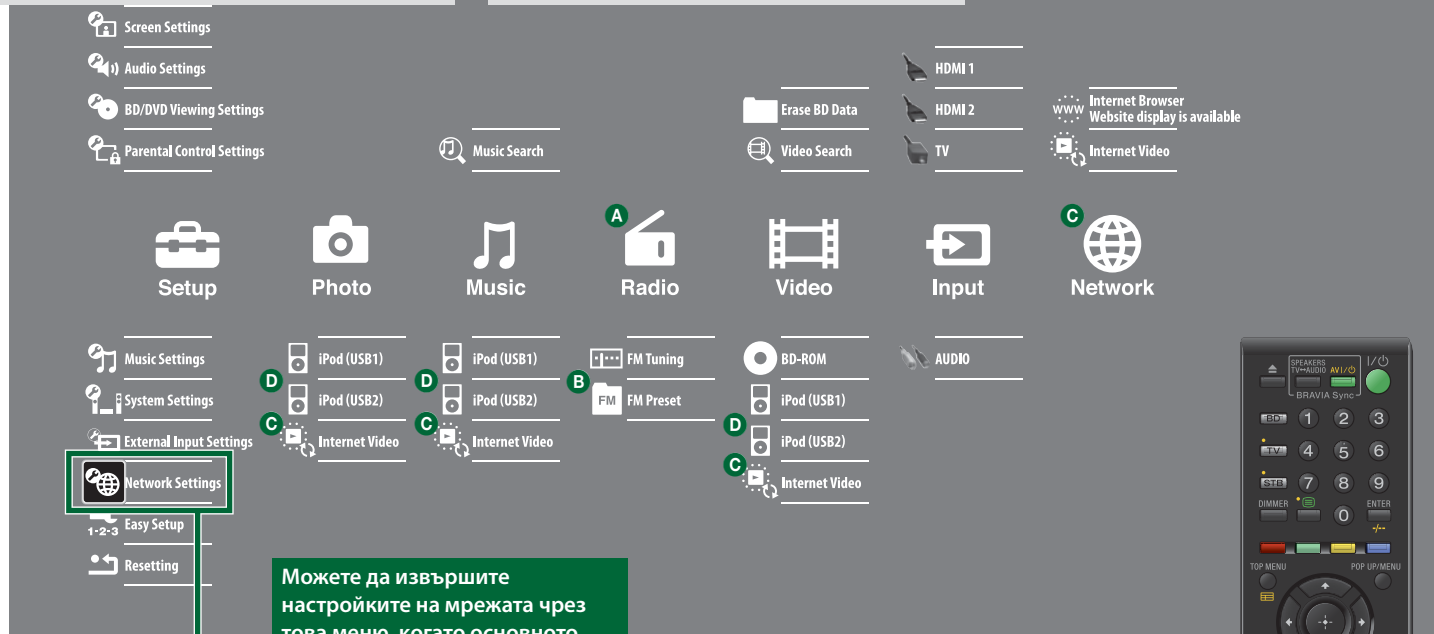 Screen Settings
Audio Settings
BD/DVD Viewing Settings
Parental Control Settings
Music Search
Erase BD Data
Video Search
HDMI 1
HDMI 2
TV
www
Internet Browser
Website display is available
Internet Video
A
C
Setup
Photo
Music
Radio
Video
Input
Network
Music Settings
System Settings
External Input Settings
Network Settings
1-2-3
Easy Setup
Resetting
iPod (USB1)
D
iPod (USB2)
C
Internet Video
iPod (USB1)
D
iPod (USB2)
C
Internet Video
FM Tuning
B
FM
FM Preset
BD-ROM
iPod (USB1)
D
iPod (USB2)
C
Internet Video
AUDIO
Можете да извършите
настройките на мрежата чрез
това меню, когато основното
SPEAKERS
TV↔AUDIO AV I/⏻ I/⏻
BRAVIA Sync
BD 1 2 3
TV 4 5 6
STB 7 8 9
DIMMER 0 ENTER
-/--
TOP MENU POP UP/MENU